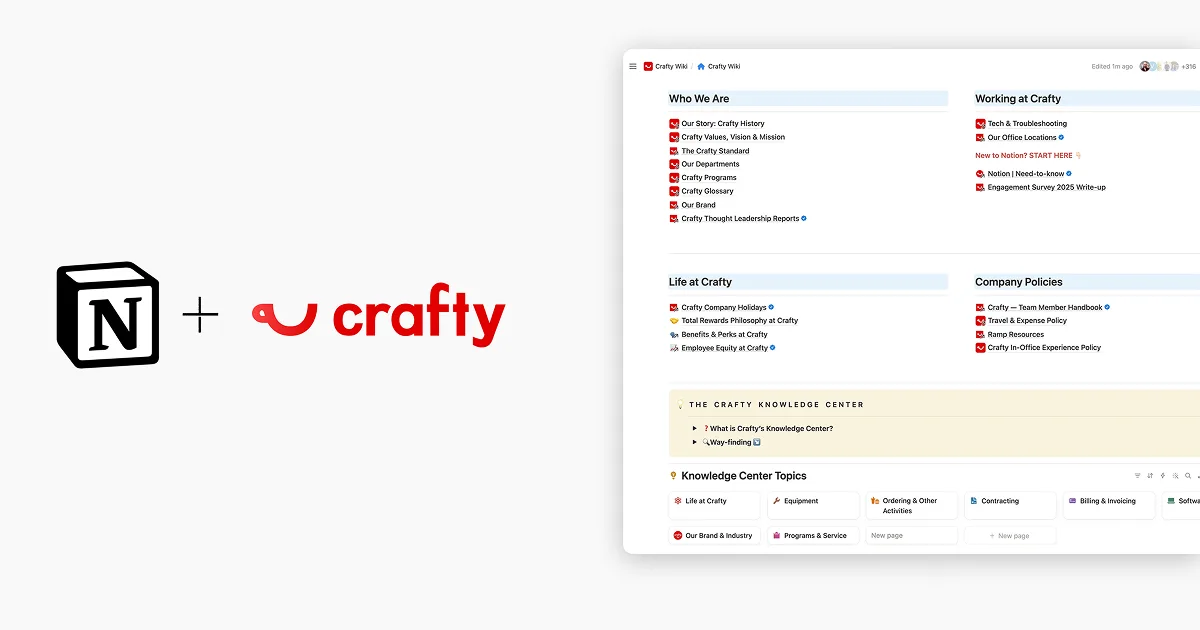 N
crafty
Crafty Wiki / Crafty Wiki
Edited 1m ago
+316
Who We Are
Our Story: Crafty History
Crafty Values, Vision & Mission
The Crafty Standard
Our Departments
Crafty Programs
Crafty Glossary
Our Brand
Crafty Thought Leadership Reports
Working at Crafty
Tech & Troubleshooting
Our Office Locations
New to Notion? START HERE
Notion | Need-to-know
Engagement Survey 2025 Write-up
Life at Crafty
Crafty Company Holidays
Total Rewards Philosophy at Crafty
Benefits & Perks at Crafty
Employee Equity at Crafty
Company Policies
Crafty — Team Member Handbook
Travel & Expense Policy
Ramp Resources
Crafty In-Office Experience Policy
THE CRAFTY KNOWLEDGE CENTER
What is Crafty's Knowledge Center?
Way-finding
Knowledge Center Topics
Life at Crafty
Equipment
Ordering & Other
Activities
Contracting
Billing & Invoicing
Softwa
Our Brand & Industry
Programs & Service
New page
+ New page